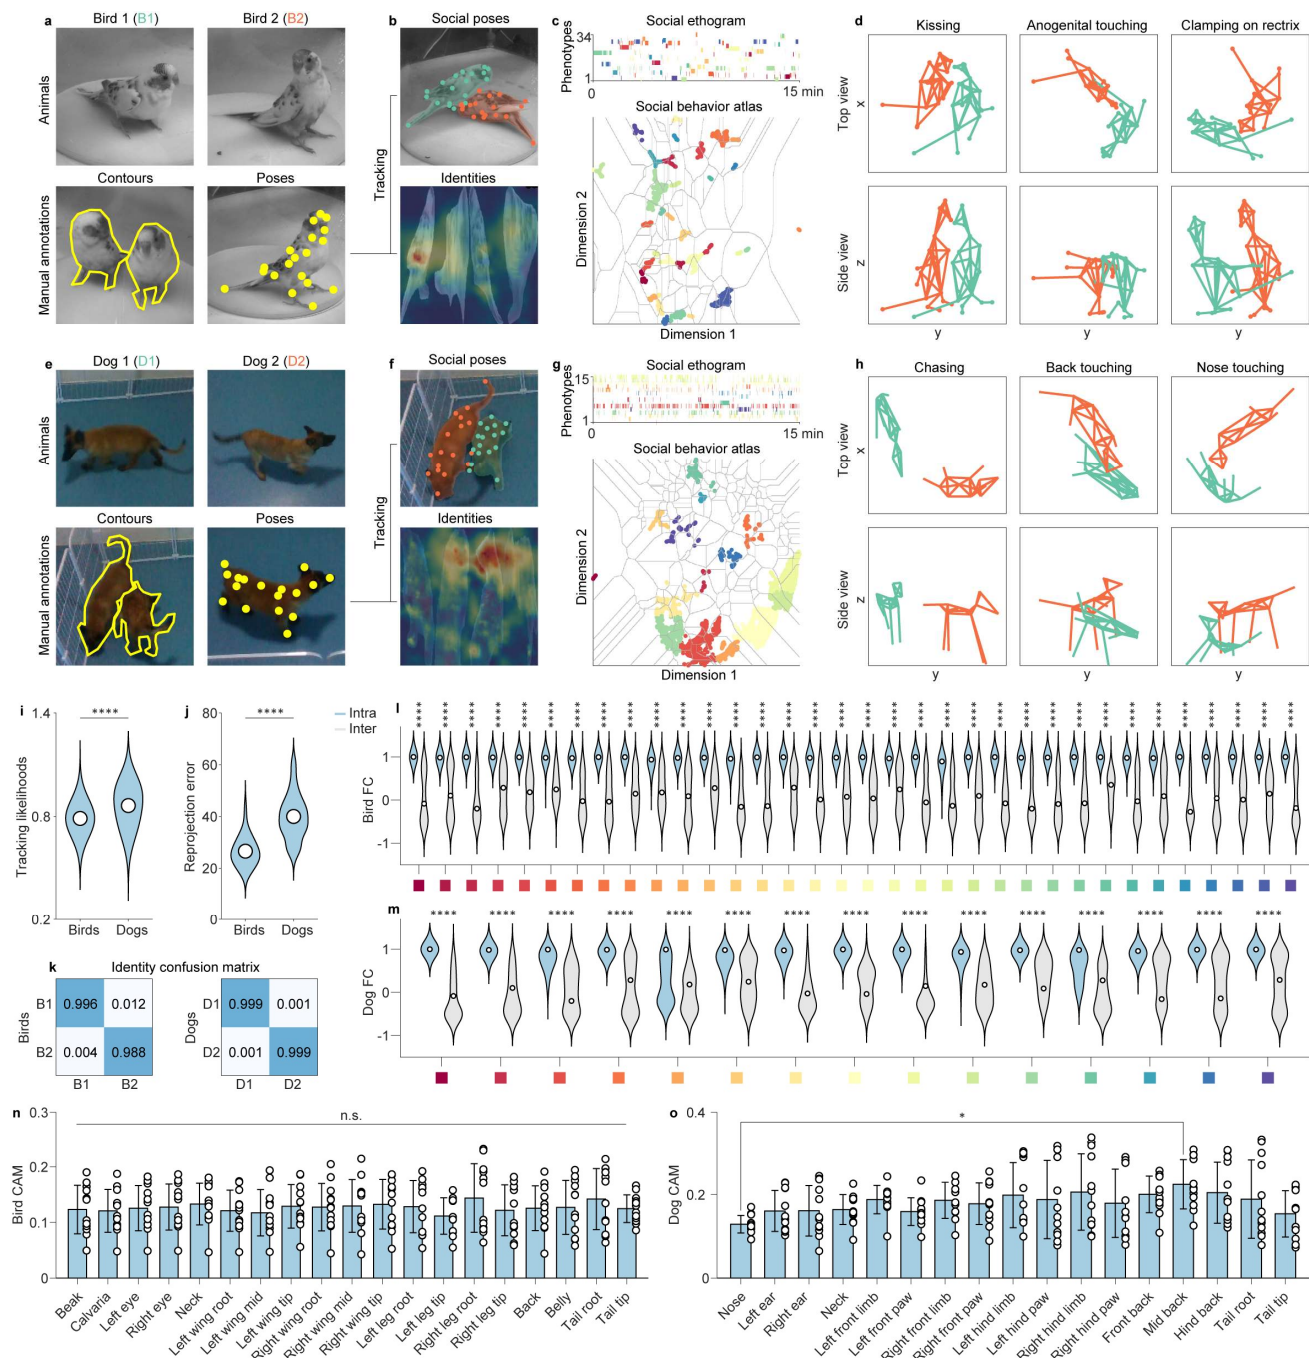 a Bird 1 (B1) Bird 2 (B2)
Animals
Contours Poses
Manual annotations
b Social poses
Tracking
Identities
c Social ethogram
Phenotypes
34
1
0 15 min
Social behavior atlas
Dimension 2
Dimension 1
d Kissing Anogenital touching Clamping on rectrix
Top view
x
Side view
z
y y
e Dog 1 (D1) Dog 2 (D2)
Animals
Contours Poses
Manual annotations
f Social poses
Tracking
Identities
g Social ethogram
Phenotypes
15
1
0 15 min
Social behavior atlas
Dimension 2
Dimension 1
h Chasing Back touching Nose touching
Top view
x
Side view
z
y y
i
Tracking likelihoods
1.4
0.8
0.2
****
Birds Dogs
j
Reprojection error
80
60
40
20
0
****
Birds Dogs
Intra
Inter
k Identity confusion matrix
Birds
B1 0.996 0.012
B2 0.004 0.988
B1 B2
Dogs
D1 0.999 0.001
D2 0.001 0.999
D1 D2
l
Bird FC
1
0
-1
**** **** **** **** **** **** **** **** **** **** **** **** **** **** **** **** **** **** **** **** **** **** **** **** **** **** **** **** **** **** **** **** **** ****
m
Dog FC
1
0
-1
**** **** **** **** **** **** **** **** **** **** **** **** **** **** ****
n
Bird CAM
0.3
0.2
0.1
0
n.s.
Beak
Calvaria
Left eye
Right eye
Neck
Left wing root
Left wing mid
Left wing tip
Right wing root
Right wing mid
Right wing tip
Left leg root
Left leg tip
Right leg root
Right leg tip
Back
Belly
Tail root
Tail tip
o
Dog CAM
0.4
0.2
0
*
Nose
Left ear
Right ear
Neck
Left front limb
Left front paw
Right front limb
Right front paw
Left hind limb
Left hind paw
Right hind limb
Right hind paw
Front back
Mid back
Hind back
Tail root
Tail tip